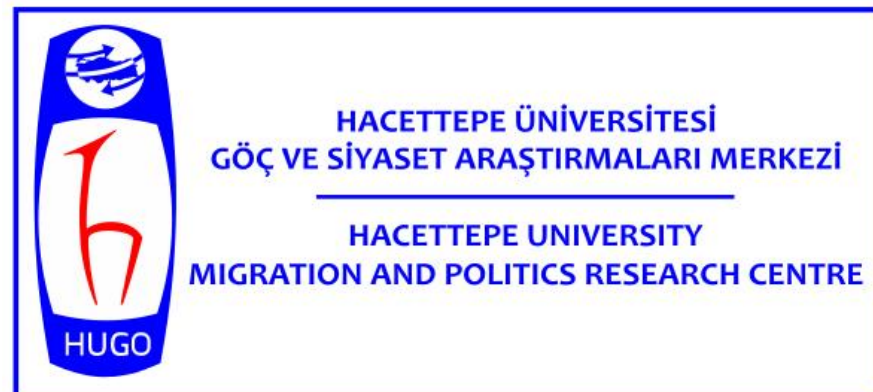 HUGO
HACETTEPE ÜNİVERSİTESİ
GÖÇ VE SİYASET ARAŞTIRMALARI MERKEZİ
HACETTEPE UNIVERSITY
MIGRATION AND POLITICS RESEARCH CENTRE